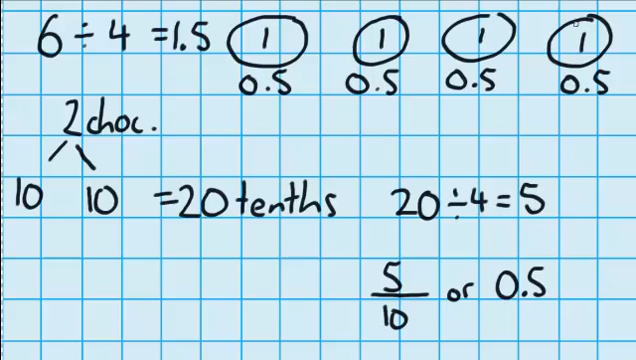 6 ÷ 4 = 1.5 1 1 1 1
0.5 0.5 0.5 0.5
2 choc.
10 10 = 20 tenths 20 ÷ 4 = 5
5/10 or 0.5